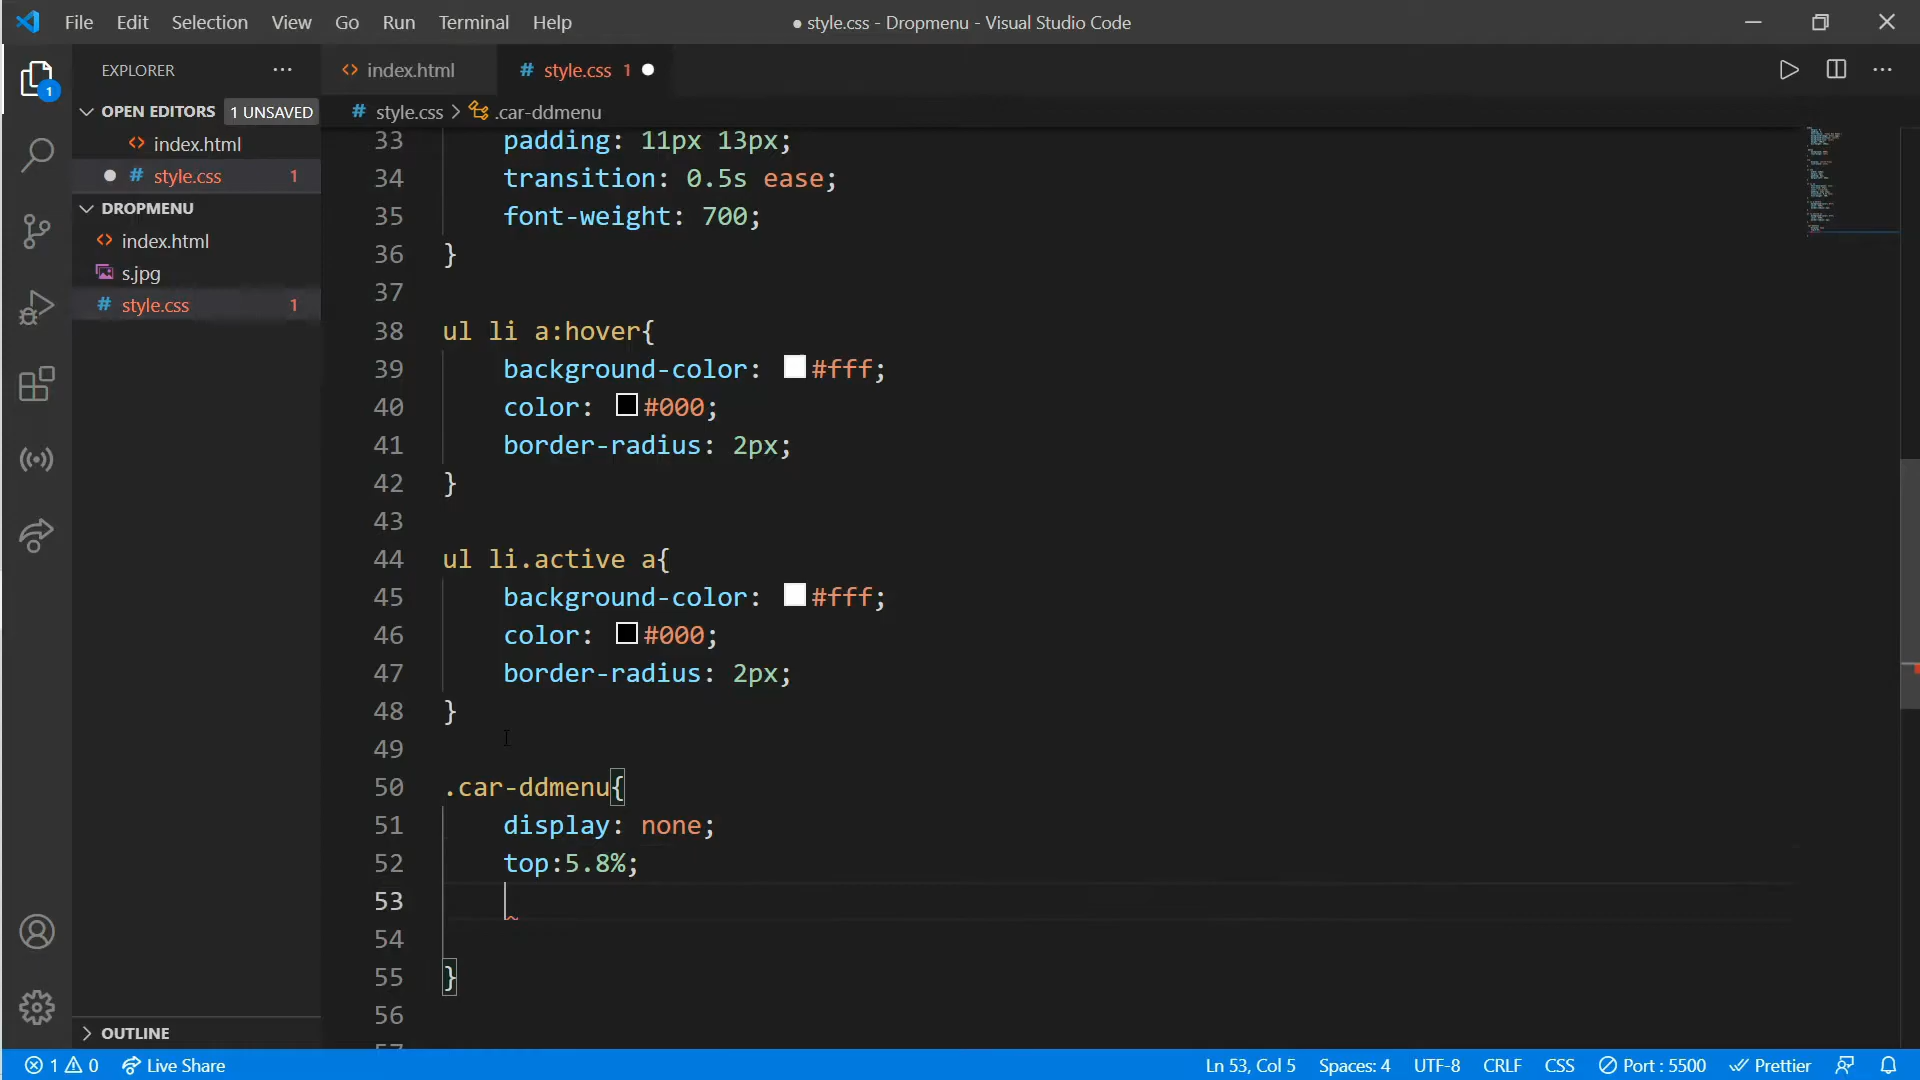 File Edit Selection View Go Run Terminal Help ● style.css - Dropmenu - Visual Studio Code
EXPLORER
index.html
style.css 1
OPEN EDITORS 1 UNSAVED
style.css > .car-ddmenu
index.html
style.css 1
DROPMENU
index.html
s.jpg
style.css 1
33 padding: 11px 13px;
34 transition: 0.5s ease;
35 font-weight: 700;
36 }
37
38 ul li a:hover{
39 background-color: #fff;
40 color: #000;
41 border-radius: 2px;
42 }
43
44 ul li.active a{
45 background-color: #fff;
46 color: #000;
47 border-radius: 2px;
48 }
49
50 .car-ddmenu{
51 display: none;
52 top:5.8%;
53
54
55 }
56
1
OUTLINE
1 0 Live Share Ln 53, Col 5 Spaces: 4 UTF-8 CRLF CSS Port : 5500 Prettier